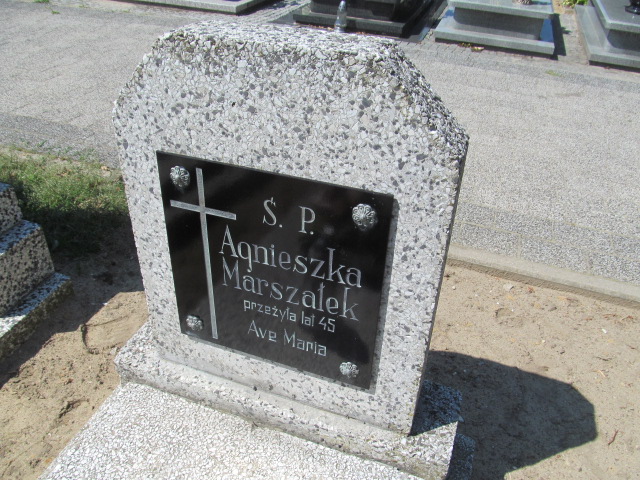 Ś. P.
Agnieszka
Marszałek
przeżyła lat 45
Ave Maria